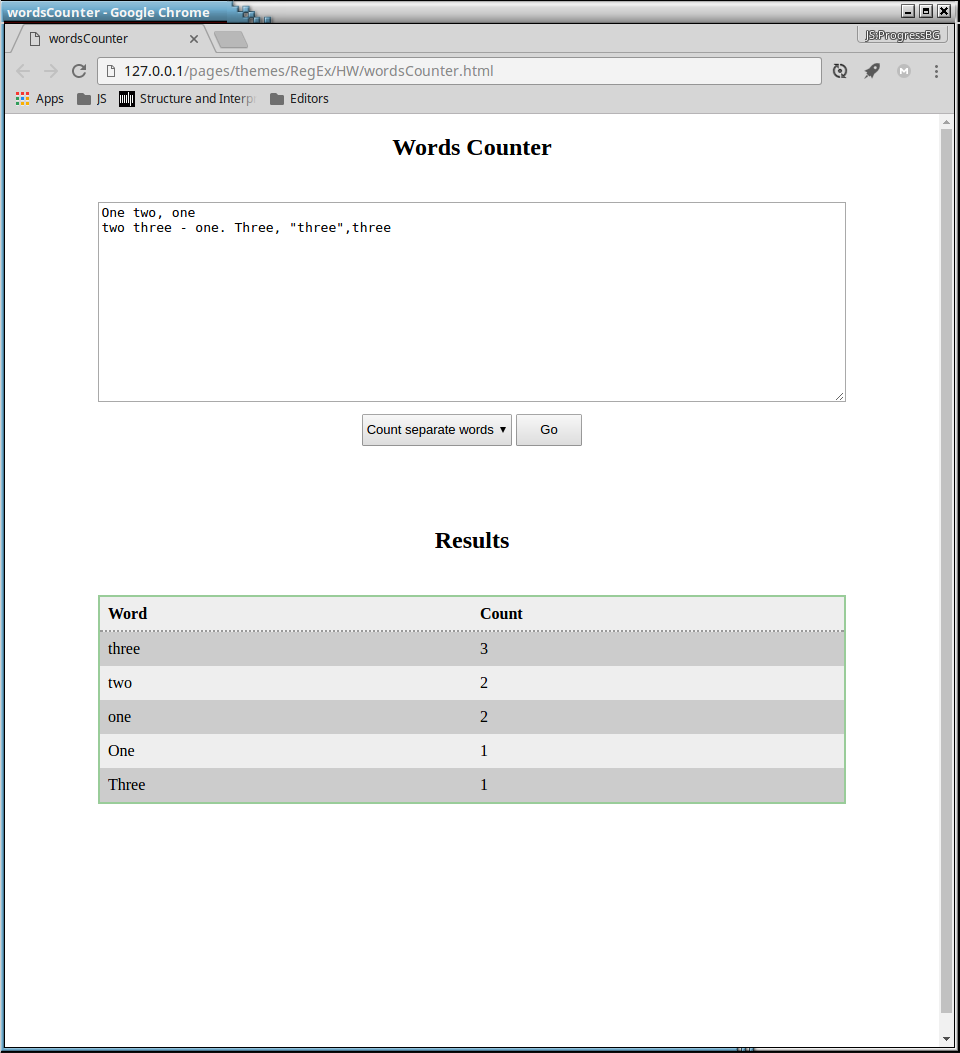 wordsCounter - Google Chrome
wordsCounter
JS:ProgressBG
127.0.0.1/pages/themes/RegEx/HW/wordsCounter.html
Apps JS Structure and Interp Editors
Words Counter
One two, one
two three - one. Three, "three",three
Count separate words Go
Results
Word Count
three 3
two 2
one 2
One 1
Three 1